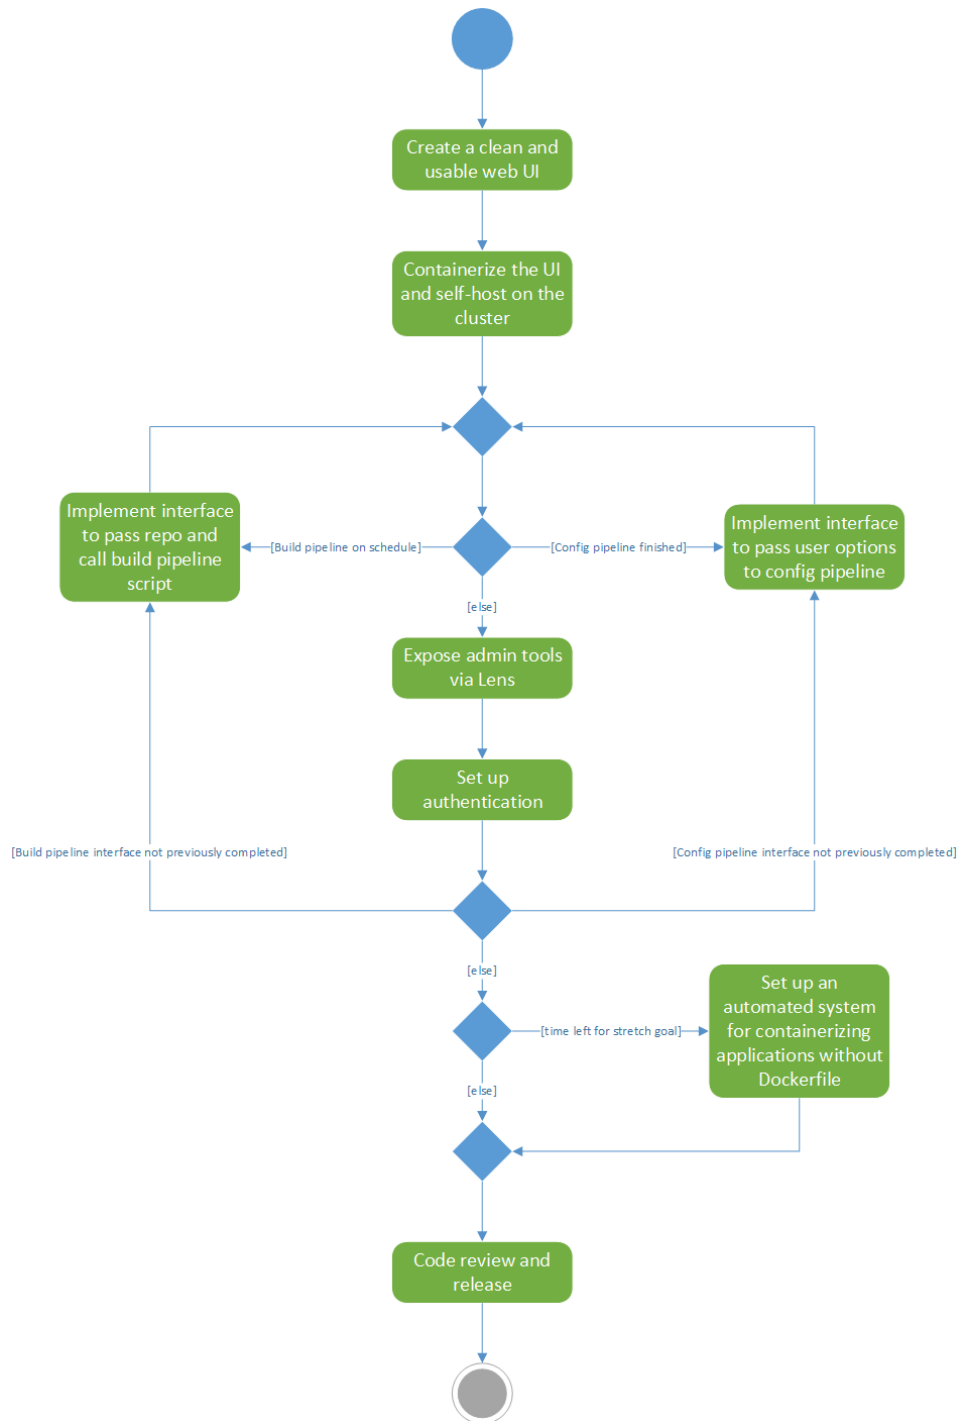 Create a clean and
usable web UI
Containerize the UI
and self-host on the
cluster
Implement interface
to pass repo and
call build pipeline
script
[Build pipeline on schedule]
[Config pipeline finished]
Implement interface
to pass user options
to config pipeline
[else]
Expose admin tools
via Lens
Set up
authentication
[Build pipeline interface not previously completed]
[Config pipeline interface not previously completed]
[else]
[time left for stretch goal]
Set up an
automated system
for containerizing
applications without
Dockerfile
[else]
Code review and
release